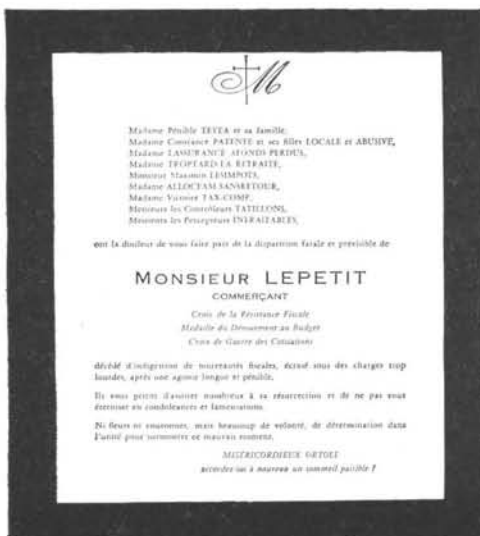 M
Madame Pénible TEVEA et sa famille,
Madame Constance PATENTE et ses filles LOCALE et ABUSIVE,
Madame LASSURANCE AFONDS PERDUS,
Madame TROPTARD-LA RETRAITE,
Monsieur Maximin LEMMPOTS,
Madame ALLOCFAM SANSRETOUR,
Madame TAX-COMP,
Messieurs les Contrôleurs TATILLONS,
Messieurs les Percepteurs INTRAITABLES,
ont la douleur de vous faire part de la disparition fatale et prévisible de
MONSIEUR LEPETIT
COMMERÇANT
Croix de la Résistance Fiscale
Médaille du Dévouement au Budget
Croix de Guerre des Cotisations
décédé d'indigestion de nouveautés fiscales, écrasé sous des charges trop
lourdes, après une agonie longue et pénible.
Ils vous prient d'assister nombreux à sa résurrection et de ne pas vous
éterniser en condoléances et lamentations.
Ni fleurs ni couronnes, mais beaucoup de volonté, de détermination dans
l'unité pour surmonter ce mauvais moment.
MISÉRICORDIEUX ORTOLI
accordez-lui à nouveau un sommeil paisible !